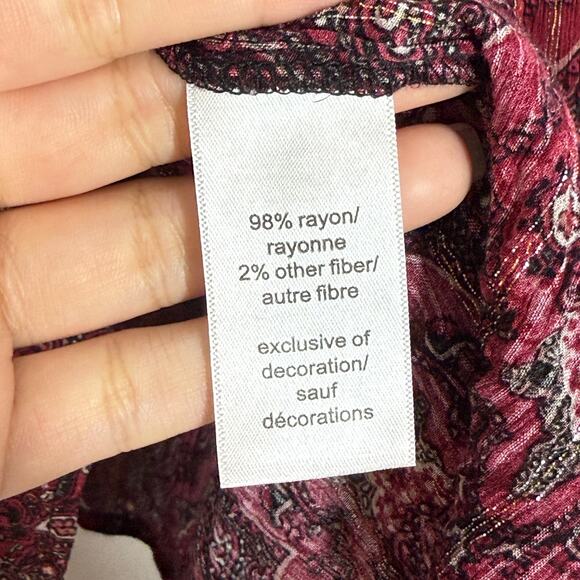 98% rayon/
rayonne
2% other fiber/
autre fibre
exclusive of
decoration/
sauf
décorations